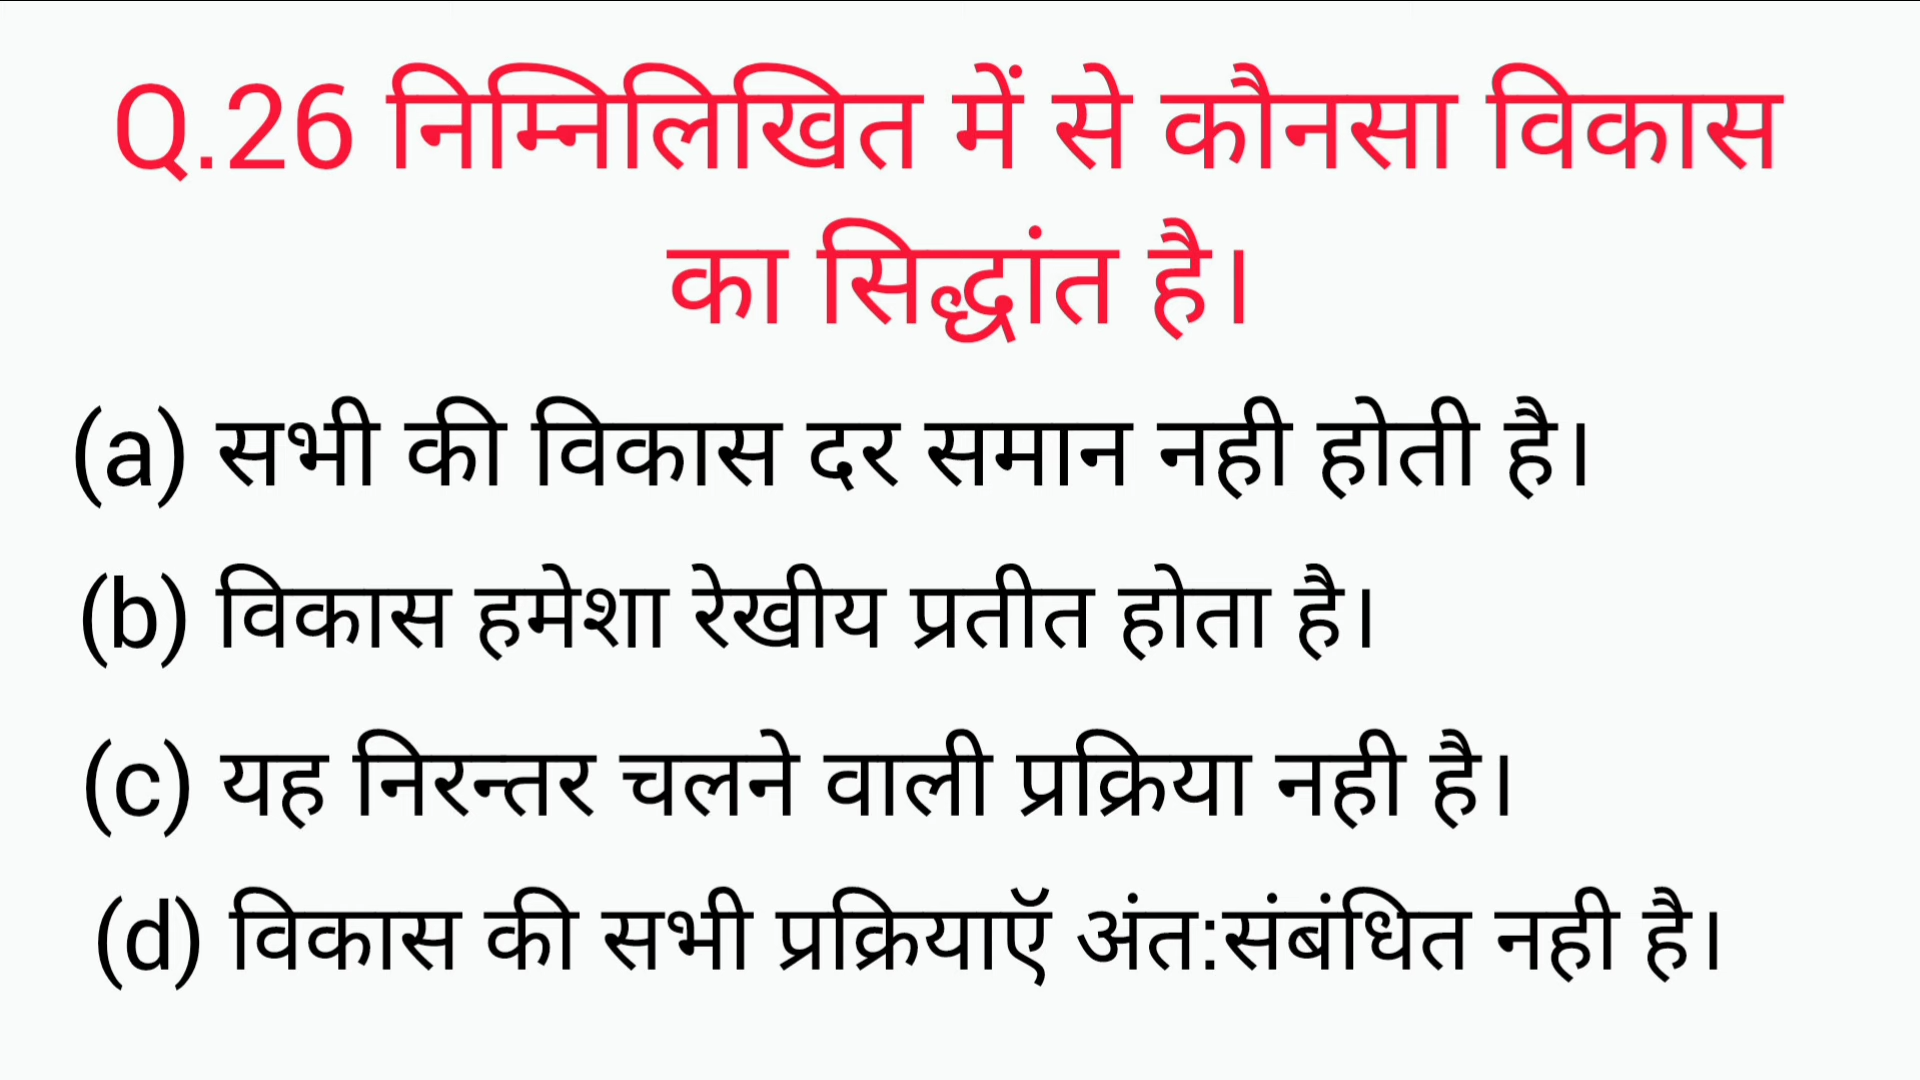 Q.26 निम्निलिखित में से कौनसा विकास
का सिद्धांत है।
(a) सभी की विकास दर समान नही होती है।
(b) विकास हमेशा रेखीय प्रतीत होता है।
(c) यह निरन्तर चलने वाली प्रक्रिया नही है।
(d) विकास की सभी प्रक्रियाऍ अंत:संबंधित नही है।